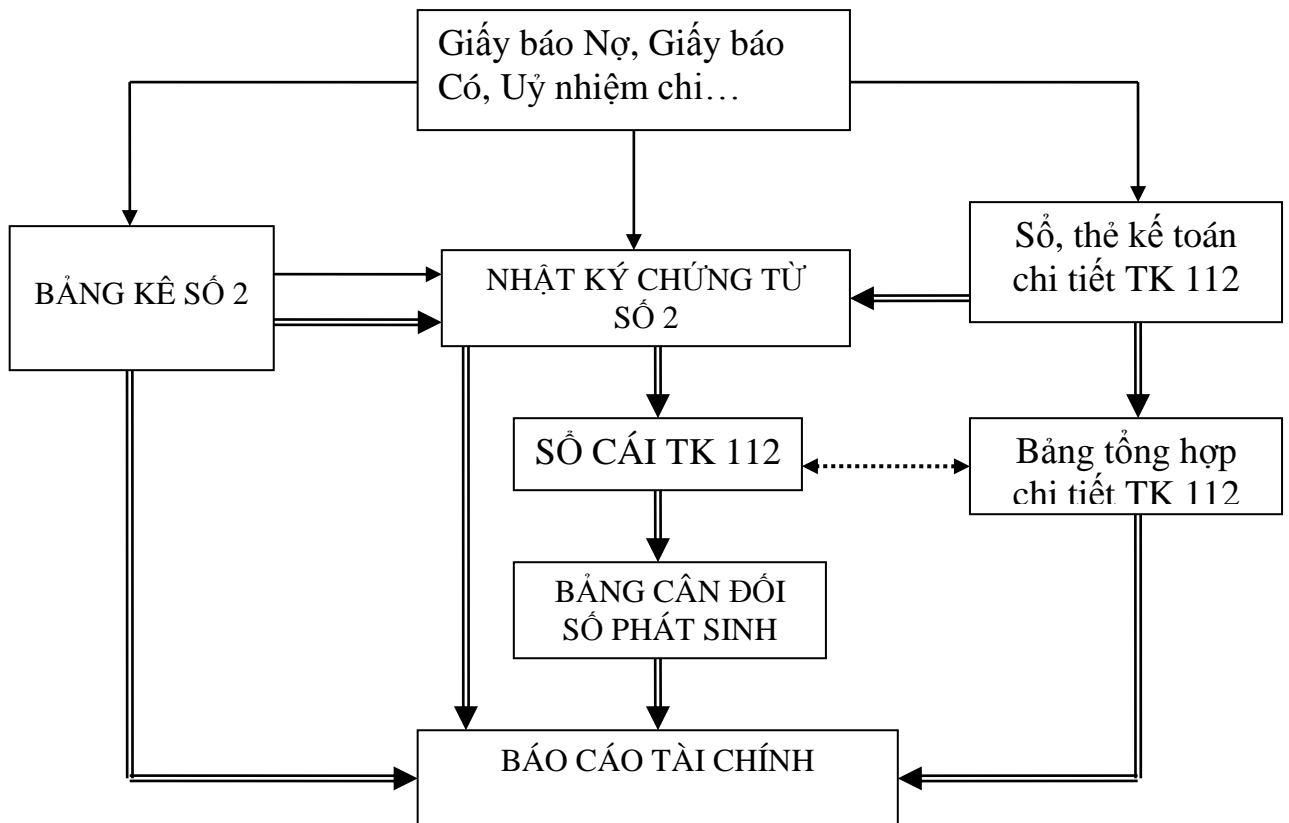 Giấy báo Nợ, Giấy báo
Có, Uỷ nhiệm chi…
BẢNG KÊ SỐ 2
NHẬT KÝ CHỨNG TỪ
SỐ 2
Sổ, thẻ kế toán
chi tiết TK 112
SỔ CÁI TK 112
Bảng tổng hợp
chi tiết TK 112
BẢNG CÂN ĐỐI
SỐ PHÁT SINH
BÁO CÁO TÀI CHÍNH